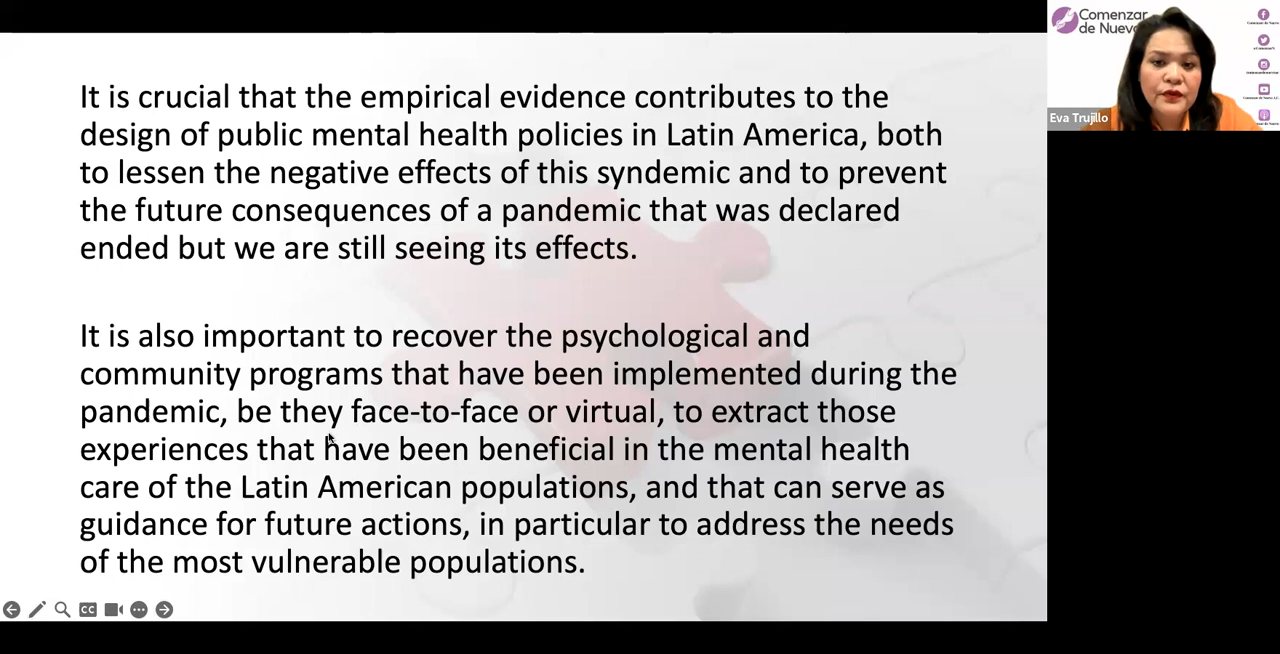 It is crucial that the empirical evidence contributes to the
design of public mental health policies in Latin America, both
to lessen the negative effects of this syndemic and to prevent
the future consequences of a pandemic that was declared
ended but we are still seeing its effects.
It is also important to recover the psychological and
community programs that have been implemented during the
pandemic, be they face-to-face or virtual, to extract those
experiences that have been beneficial in the mental health
care of the Latin American populations, and that can serve as
guidance for future actions, in particular to address the needs
of the most vulnerable populations.
CC
Comenzar
de Nuevo
Eva Trujillo